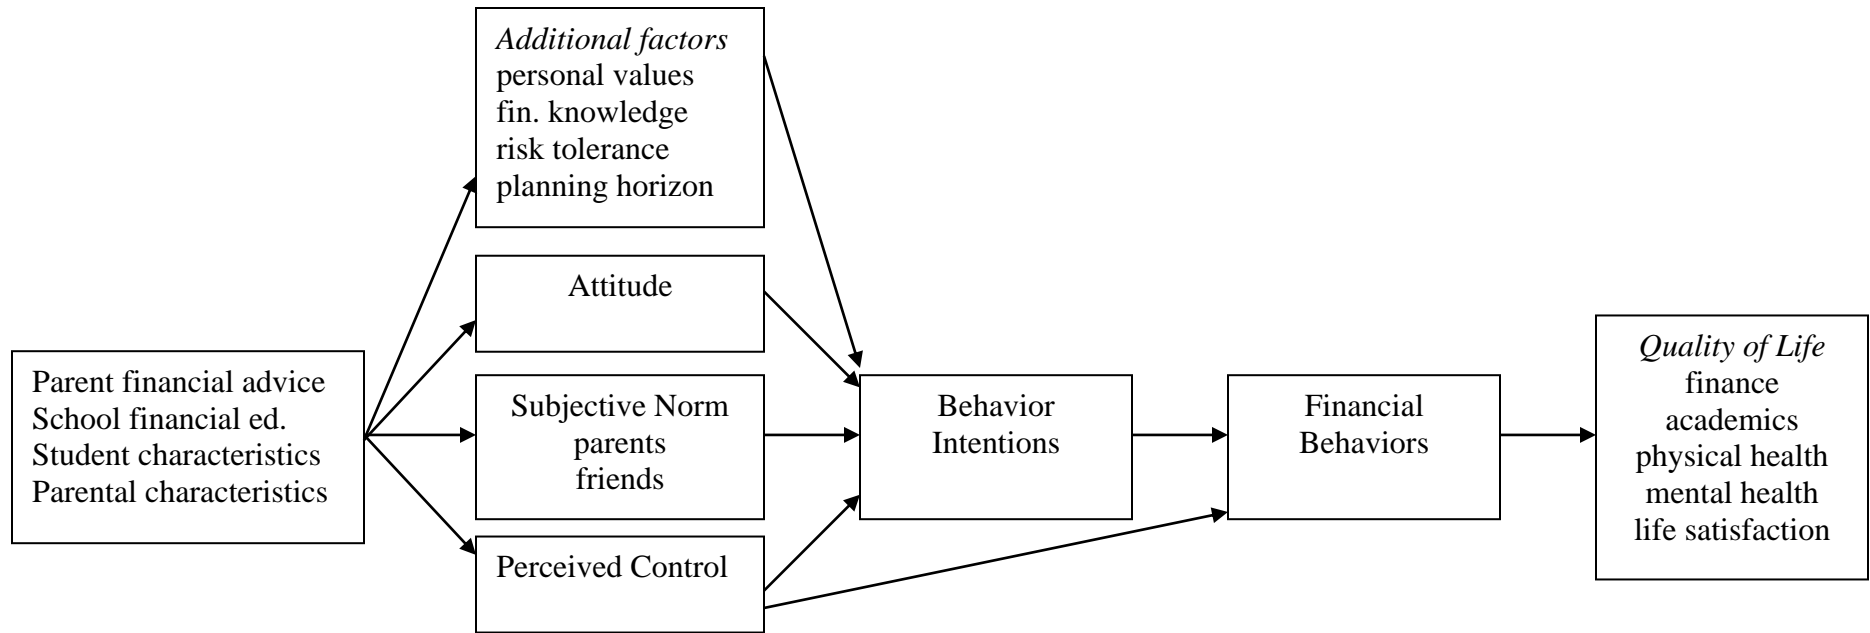 Additional factors
personal values
fin. knowledge
risk tolerance
planning horizon
Attitude
Parent financial advice
School financial ed.
Student characteristics
Parental characteristics
Subjective Norm
parents
friends
Perceived Control
Behavior
Intentions
Financial
Behaviors
Quality of Life
finance
academics
physical health
mental health
life satisfaction